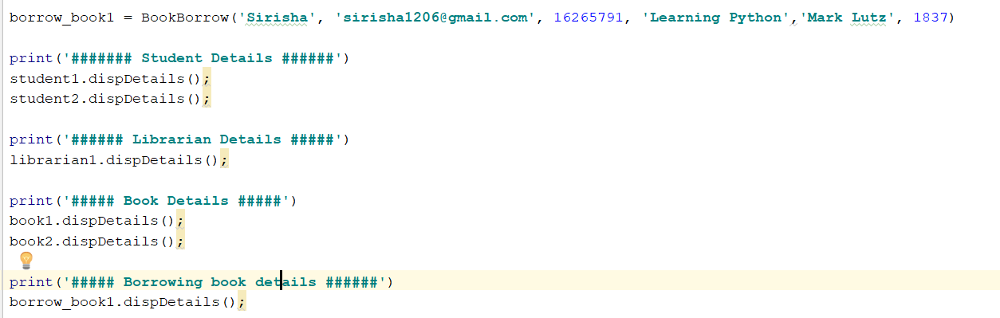 borrow_book1 = BookBorrow('Sirisha', 'sirisha1206@gmail.com', 16265791, 'Learning Python','Mark Lutz', 1837)
print('####### Student Details ######')
student1.dispDetails();
student2.dispDetails();
print('###### Librarian Details #####')
librarian1.dispDetails();
print('##### Book Details #####')
book1.dispDetails();
book2.dispDetails();
print('##### Borrowing book details ######')
borrow_book1.dispDetails();